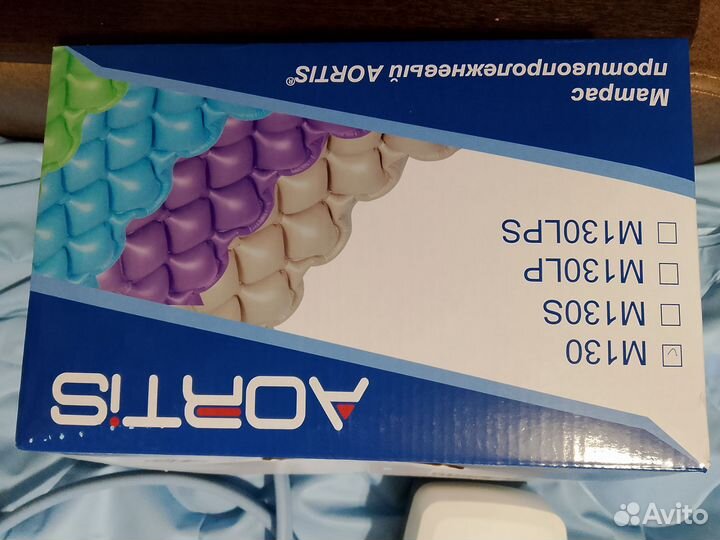 AORTIS
M130
M130S
M130LP
M130LPS
Матрас
противопролежневый AORTIS®
Avito